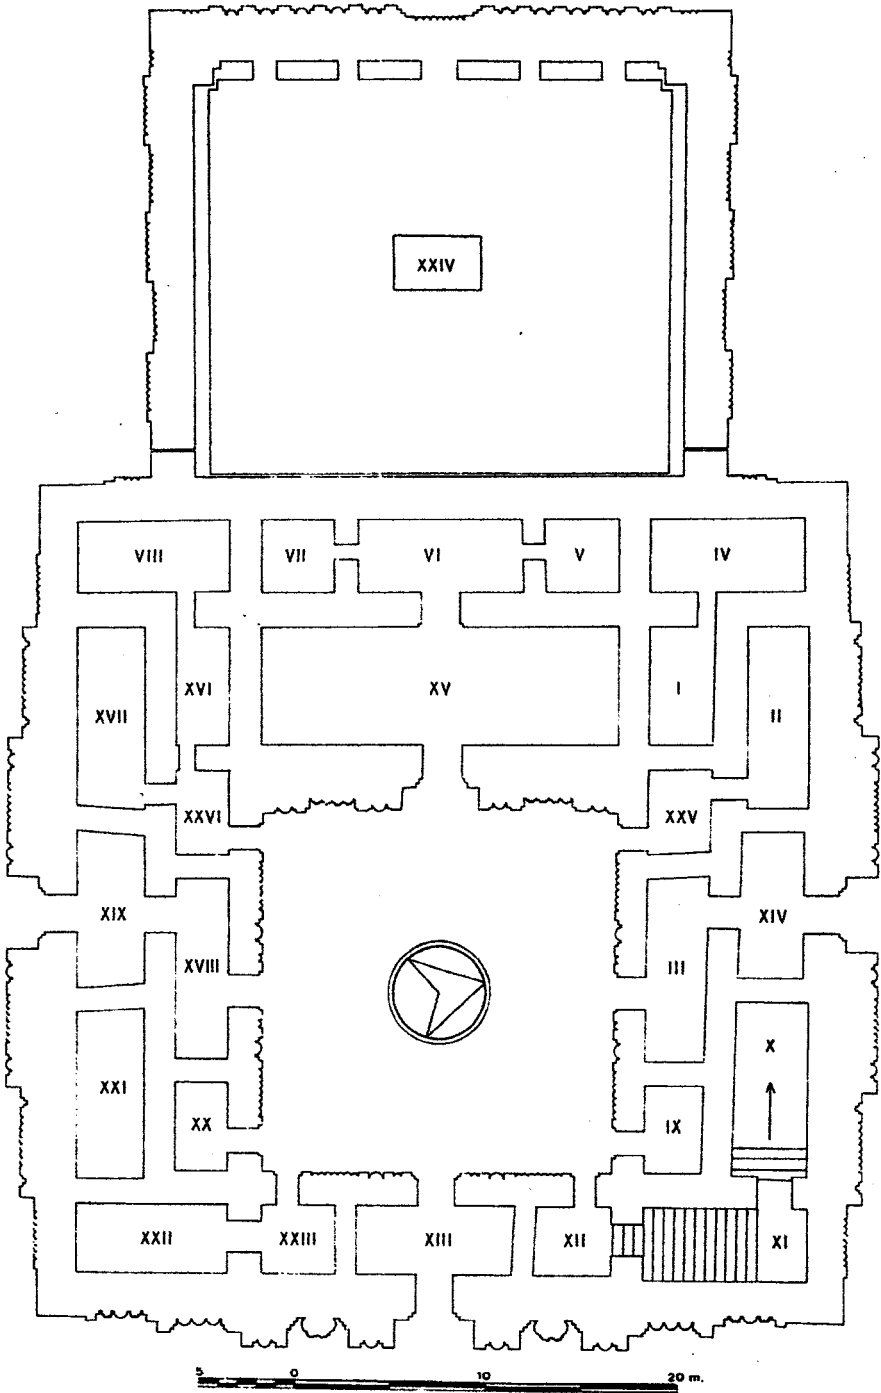 XXIV
VIII VII VI V IV
XVI XV I
XVII II
XXVI XXV
XIX XIV
XVIII III
X
XXI
XX IX
XXII XXIII XIII XII XI
5 0 10 20 m.